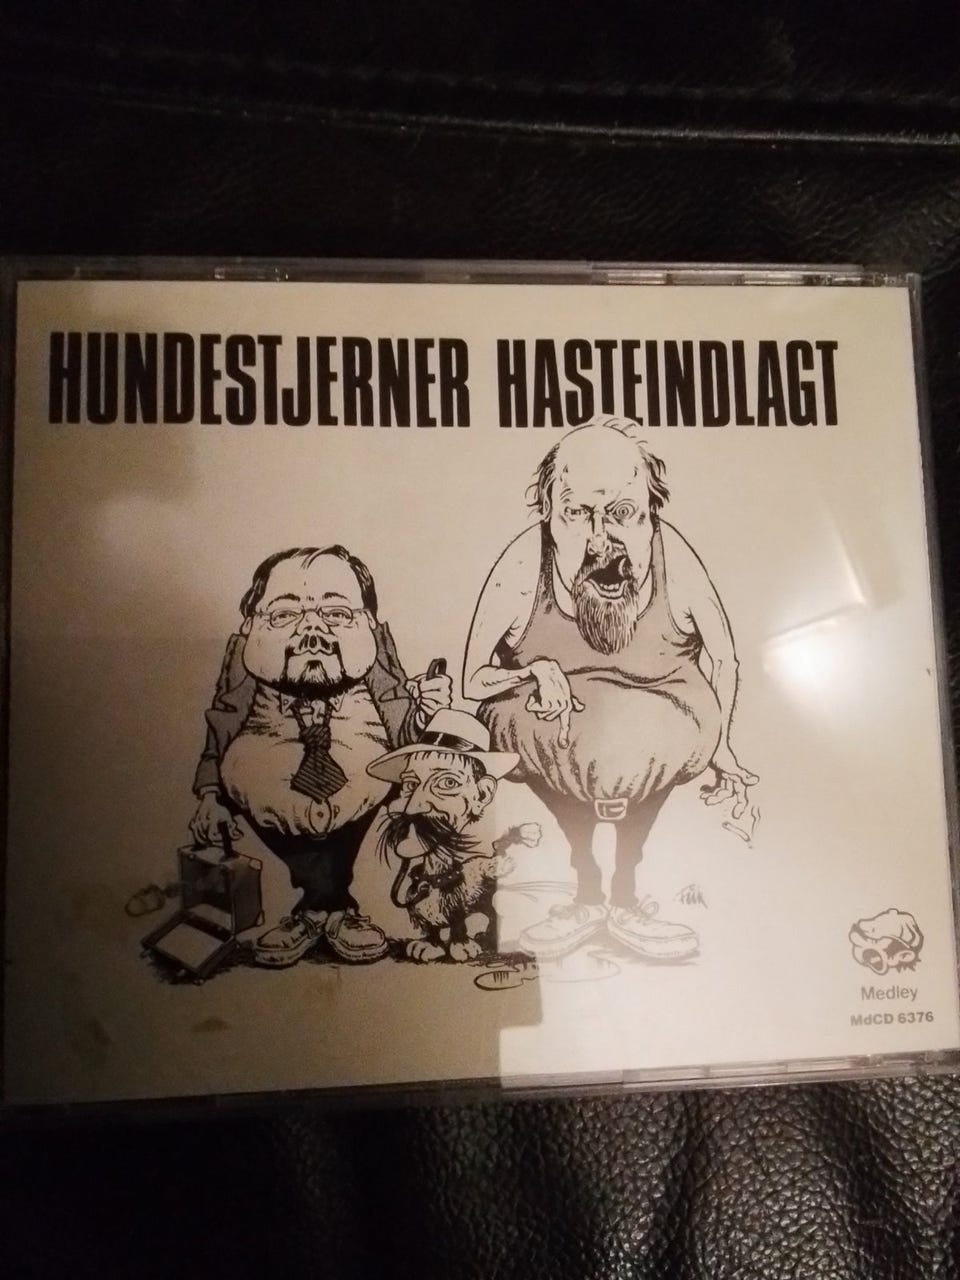 HUNDESTJERNER HASTEINDLAGT
Medley
MdCD 6376